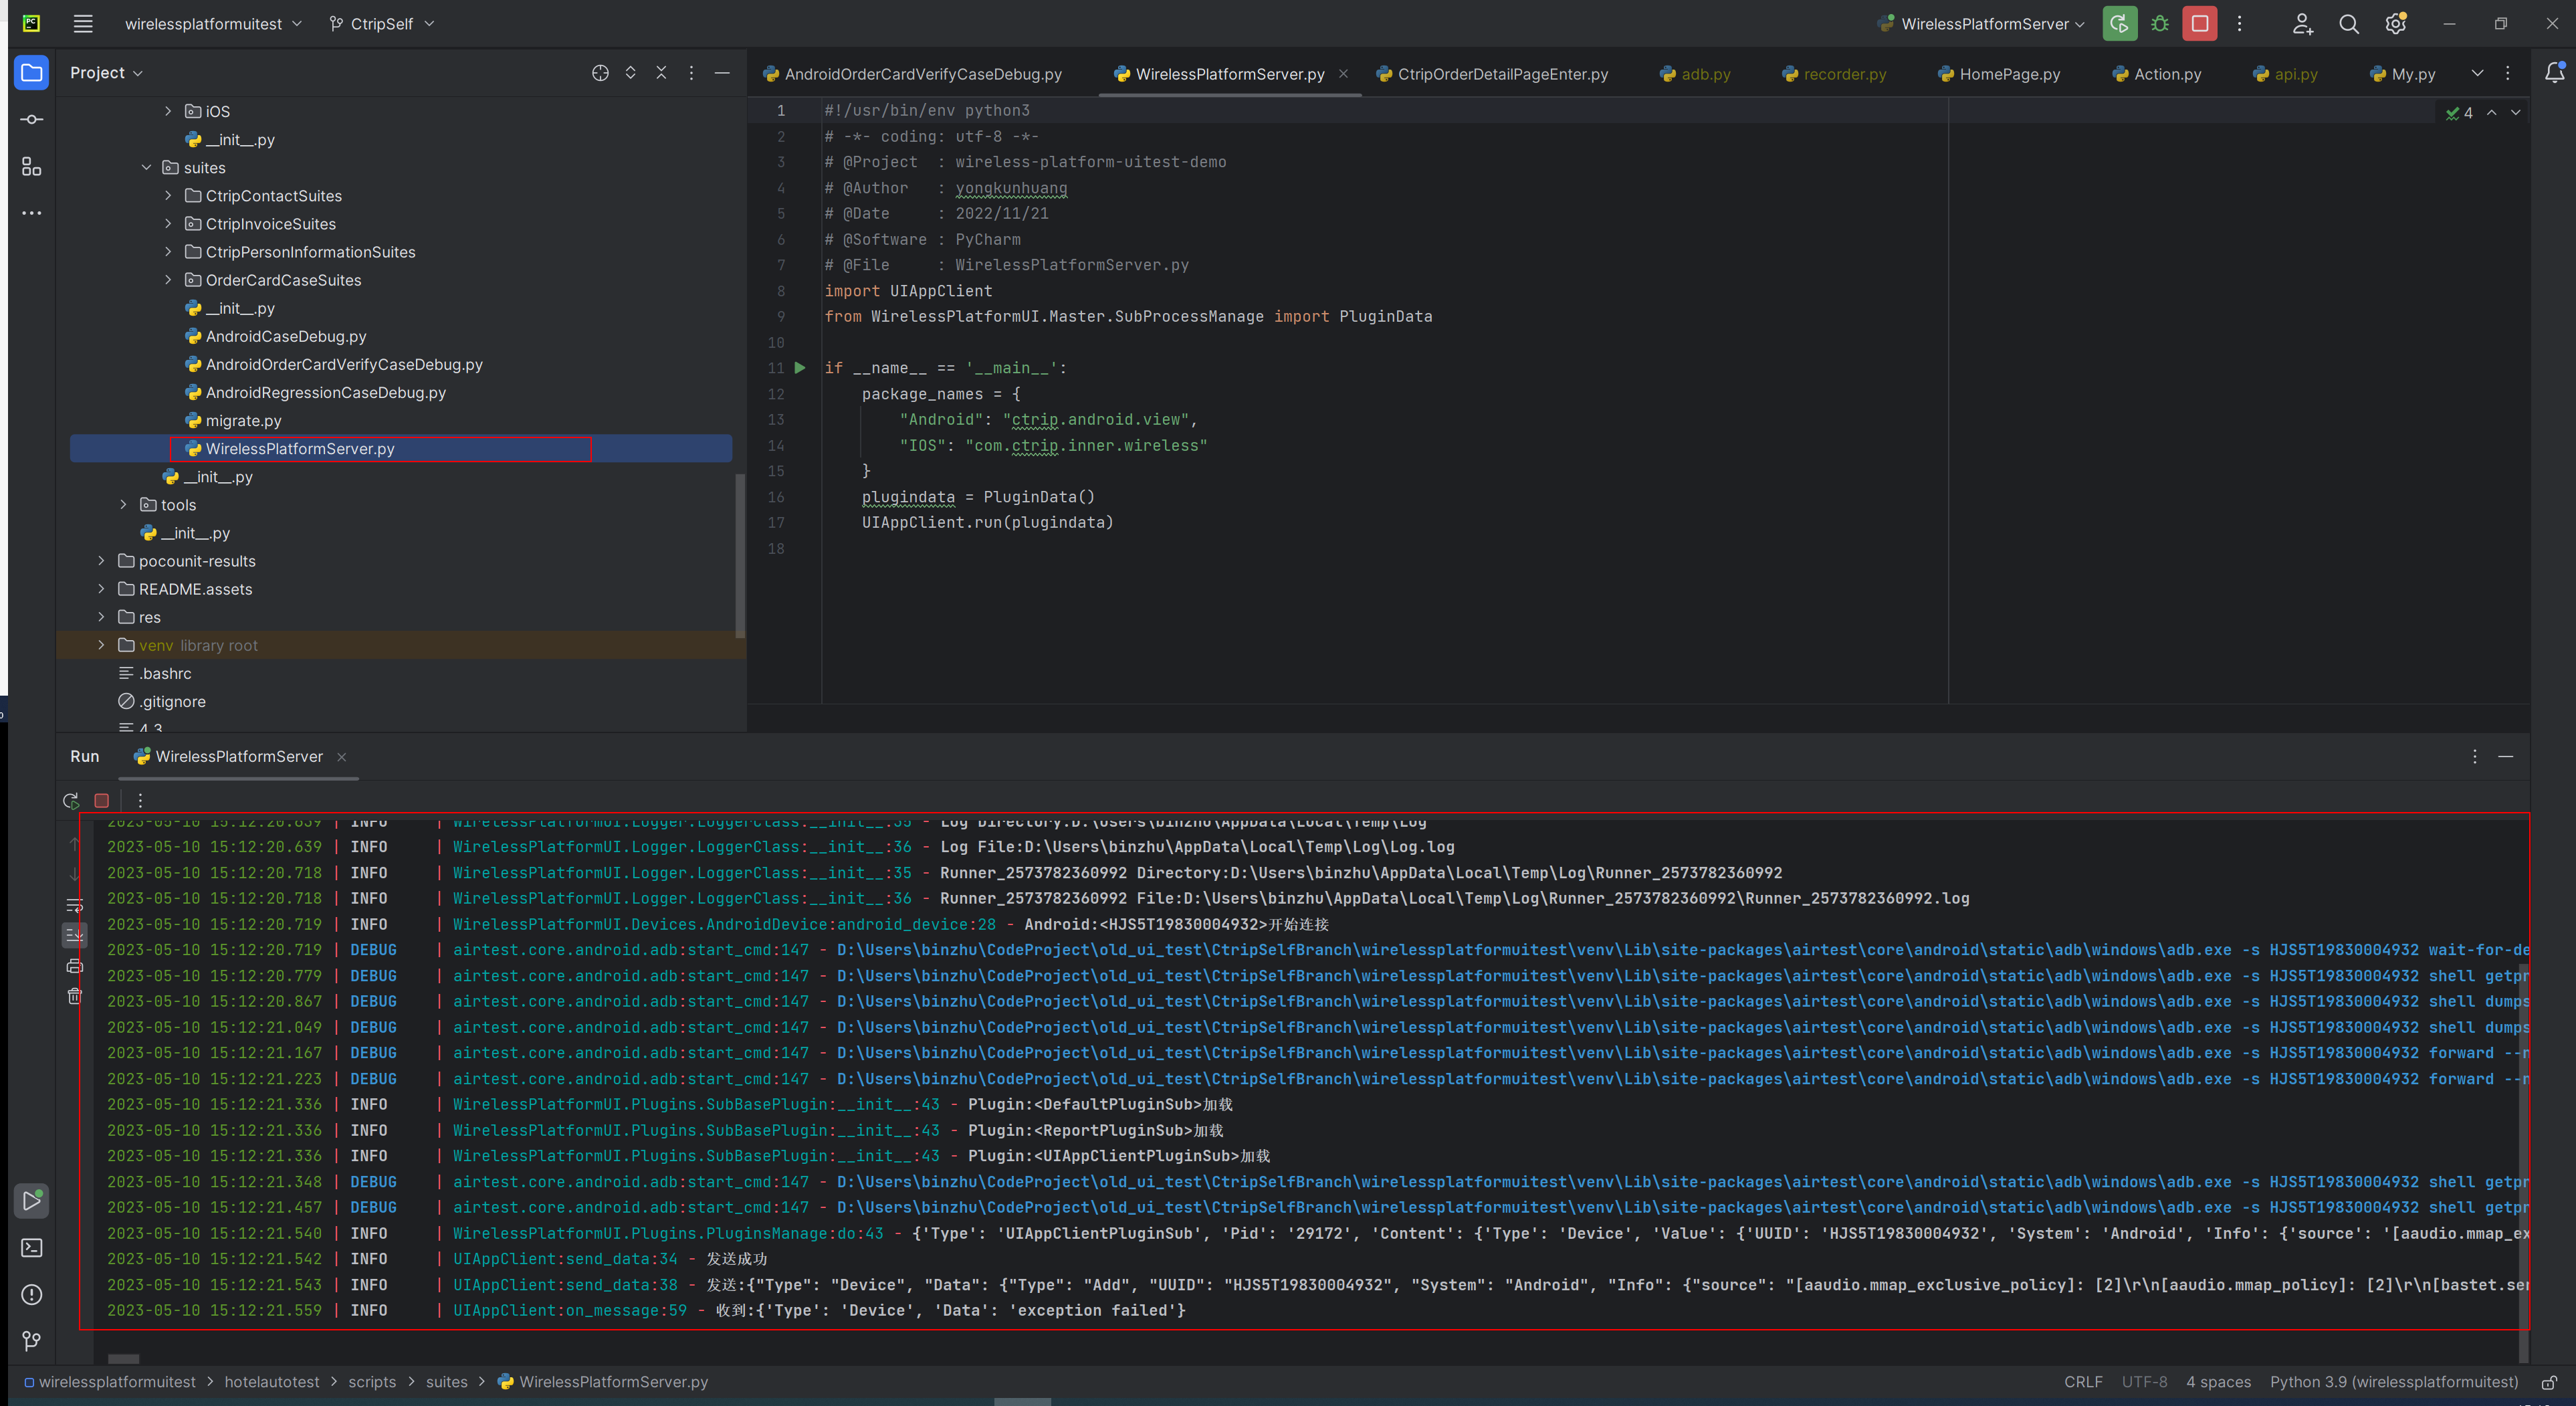 wirelessplatformuitest
CtripSelf
WirelessPlatformServer
Project
AndroidOrderCardVerifyCaseDebug.py
WirelessPlatformServer.py
CtripOrderDetailPageEnter.py
adb.py
recorder.py
HomePage.py
Action.py
api.py
My.py
iOS
__init__.py
suites
CtripContactSuites
CtripInvoiceSuites
CtripPersonInformationSuites
OrderCardCaseSuites
__init__.py
AndroidCaseDebug.py
AndroidOrderCardVerifyCaseDebug.py
AndroidRegressionCaseDebug.py
migrate.py
WirelessPlatformServer.py
__init__.py
tools
__init__.py
pocounit-results
README.assets
res
venv library root
.bashrc
.gitignore
4.3
4
1 #!/usr/bin/env python3
2 # -*- coding: utf-8 -*-
3 # @Project  : wireless-platform-uitest-demo
4 # @Author   : yongkunhuang
5 # @Date     : 2022/11/21
6 # @Software : PyCharm
7 # @File     : WirelessPlatformServer.py
8 import UIAppClient
9 from WirelessPlatformUI.Master.SubProcessManage import PluginData
10
11 if __name__ == '__main__':
12     package_names = {
13         "Android": "ctrip.android.view",
14         "IOS": "com.ctrip.inner.wireless"
15     }
16     plugindata = PluginData()
17     UIAppClient.run(plugindata)
18
Run
WirelessPlatformServer
2023-05-10 15:12:20.639 | INFO     | WirelessPlatformUI.Logger.LoggerClass:__init__:35 - Log Directory:D:\Users\binzhu\AppData\Local\Temp\Log
2023-05-10 15:12:20.639 | INFO     | WirelessPlatformUI.Logger.LoggerClass:__init__:36 - Log File:D:\Users\binzhu\AppData\Local\Temp\Log\Log.log
2023-05-10 15:12:20.718 | INFO     | WirelessPlatformUI.Logger.LoggerClass:__init__:35 - Runner_2573782360992 Directory:D:\Users\binzhu\AppData\Local\Temp\Log\Runner_2573782360992
2023-05-10 15:12:20.718 | INFO     | WirelessPlatformUI.Logger.LoggerClass:__init__:36 - Runner_2573782360992 File:D:\Users\binzhu\AppData\Local\Temp\Log\Runner_2573782360992\Runner_2573782360992.log
2023-05-10 15:12:20.719 | INFO     | WirelessPlatformUI.Devices.AndroidDevice:android_device:28 - Android:<HJS5T19830004932>开始连接
2023-05-10 15:12:20.719 | DEBUG    | airtest.core.android.adb:start_cmd:147 - D:\Users\binzhu\CodeProject\old_ui_test\CtripSelfBranch\wirelessplatformuitest\venv\Lib\site-packages\airtest\core\android\static\adb\windows\adb.exe -s HJS5T19830004932 wait-for-de
2023-05-10 15:12:20.779 | DEBUG    | airtest.core.android.adb:start_cmd:147 - D:\Users\binzhu\CodeProject\old_ui_test\CtripSelfBranch\wirelessplatformuitest\venv\Lib\site-packages\airtest\core\android\static\adb\windows\adb.exe -s HJS5T19830004932 shell getpr
2023-05-10 15:12:20.867 | DEBUG    | airtest.core.android.adb:start_cmd:147 - D:\Users\binzhu\CodeProject\old_ui_test\CtripSelfBranch\wirelessplatformuitest\venv\Lib\site-packages\airtest\core\android\static\adb\windows\adb.exe -s HJS5T19830004932 shell dumps
2023-05-10 15:12:21.049 | DEBUG    | airtest.core.android.adb:start_cmd:147 - D:\Users\binzhu\CodeProject\old_ui_test\CtripSelfBranch\wirelessplatformuitest\venv\Lib\site-packages\airtest\core\android\static\adb\windows\adb.exe -s HJS5T19830004932 shell dumps
2023-05-10 15:12:21.167 | DEBUG    | airtest.core.android.adb:start_cmd:147 - D:\Users\binzhu\CodeProject\old_ui_test\CtripSelfBranch\wirelessplatformuitest\venv\Lib\site-packages\airtest\core\android\static\adb\windows\adb.exe -s HJS5T19830004932 forward --n
2023-05-10 15:12:21.223 | DEBUG    | airtest.core.android.adb:start_cmd:147 - D:\Users\binzhu\CodeProject\old_ui_test\CtripSelfBranch\wirelessplatformuitest\venv\Lib\site-packages\airtest\core\android\static\adb\windows\adb.exe -s HJS5T19830004932 forward --n
2023-05-10 15:12:21.336 | INFO     | WirelessPlatformUI.Plugins.SubBasePlugin:__init__:43 - Plugin:<DefaultPluginSub>加载
2023-05-10 15:12:21.336 | INFO     | WirelessPlatformUI.Plugins.SubBasePlugin:__init__:43 - Plugin:<ReportPluginSub>加载
2023-05-10 15:12:21.336 | INFO     | WirelessPlatformUI.Plugins.SubBasePlugin:__init__:43 - Plugin:<UIAppClientPluginSub>加载
2023-05-10 15:12:21.348 | DEBUG    | airtest.core.android.adb:start_cmd:147 - D:\Users\binzhu\CodeProject\old_ui_test\CtripSelfBranch\wirelessplatformuitest\venv\Lib\site-packages\airtest\core\android\static\adb\windows\adb.exe -s HJS5T19830004932 shell getpr
2023-05-10 15:12:21.457 | DEBUG    | airtest.core.android.adb:start_cmd:147 - D:\Users\binzhu\CodeProject\old_ui_test\CtripSelfBranch\wirelessplatformuitest\venv\Lib\site-packages\airtest\core\android\static\adb\windows\adb.exe -s HJS5T19830004932 shell getpr
2023-05-10 15:12:21.540 | INFO     | WirelessPlatformUI.Plugins.PluginsManage:do:43 - {'Type': 'UIAppClientPluginSub', 'Pid': '29172', 'Content': {'Type': 'Device', 'Value': {'UUID': 'HJS5T19830004932', 'System': 'Android', 'Info': {'source': '[aaudio.mmap_ex
2023-05-10 15:12:21.542 | INFO     | UIAppClient:send_data:34 - 发送成功
2023-05-10 15:12:21.543 | INFO     | UIAppClient:send_data:38 - 发送:{"Type": "Device", "Data": {"Type": "Add", "UUID": "HJS5T19830004932", "System": "Android", "Info": {"source": "[aaudio.mmap_exclusive_policy]: [2]\r\n[aaudio.mmap_policy]: [2]\r\n[bastet.ser
2023-05-10 15:12:21.559 | INFO     | UIAppClient:on_message:59 - 收到:{'Type': 'Device', 'Data': 'exception failed'}
wirelessplatformuitest > hotelautotest > scripts > suites > WirelessPlatformServer.py
CRLF UTF-8 4 spaces Python 3.9 (wirelessplatformuitest)